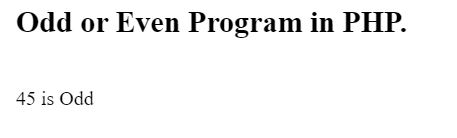 Odd or Even Program in PHP.
45 is Odd